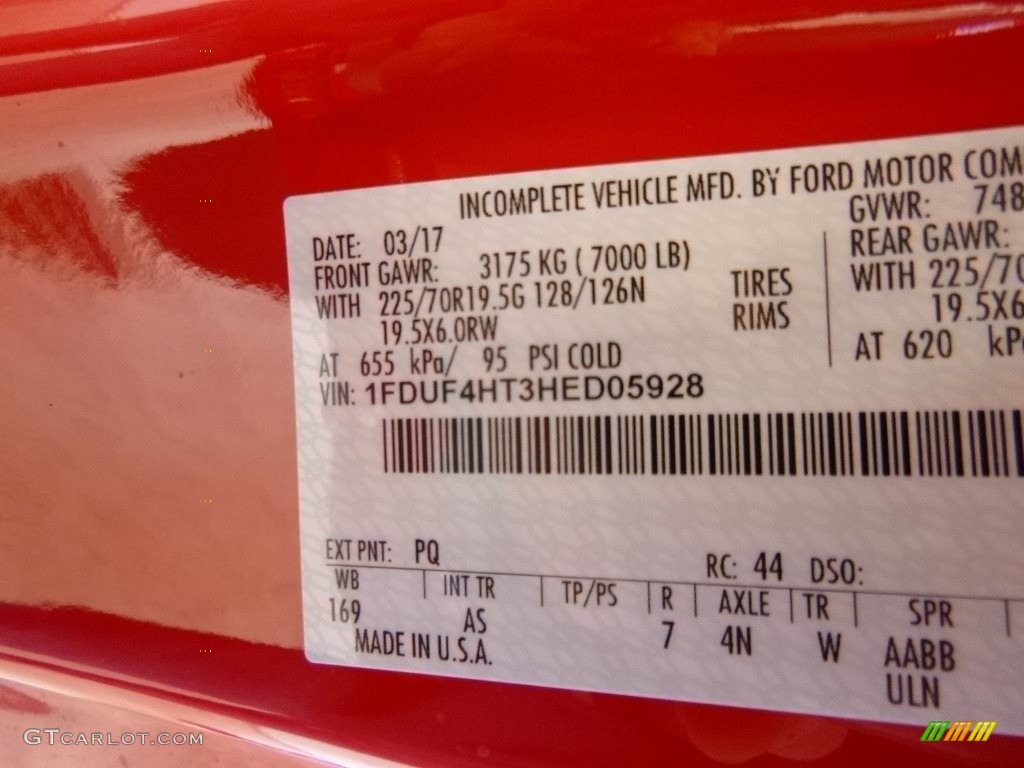 INCOMPLETE VEHICLE MFD. BY FORD MOTOR COM
DATE: 03/17
GVWR: 748
FRONT GAWR: 3175 KG ( 7000 LB)
REAR GAWR:
WITH 225/70R19.5G 128/126N
TIRES
WITH 225/70
19.5X6.0RW
RIMS
19.5X6
AT 655 kPa/ 95 PSI COLD
AT 620 kPa
VIN: 1FDUF4HT3HED05928
EXT PNT: PQ
RC: 44 DSO:
WB INT TR TP/PS R AXLE TR SPR
169 AS 7 4N W AABB
MADE IN U.S.A.
ULN
GTCARLOT.COM